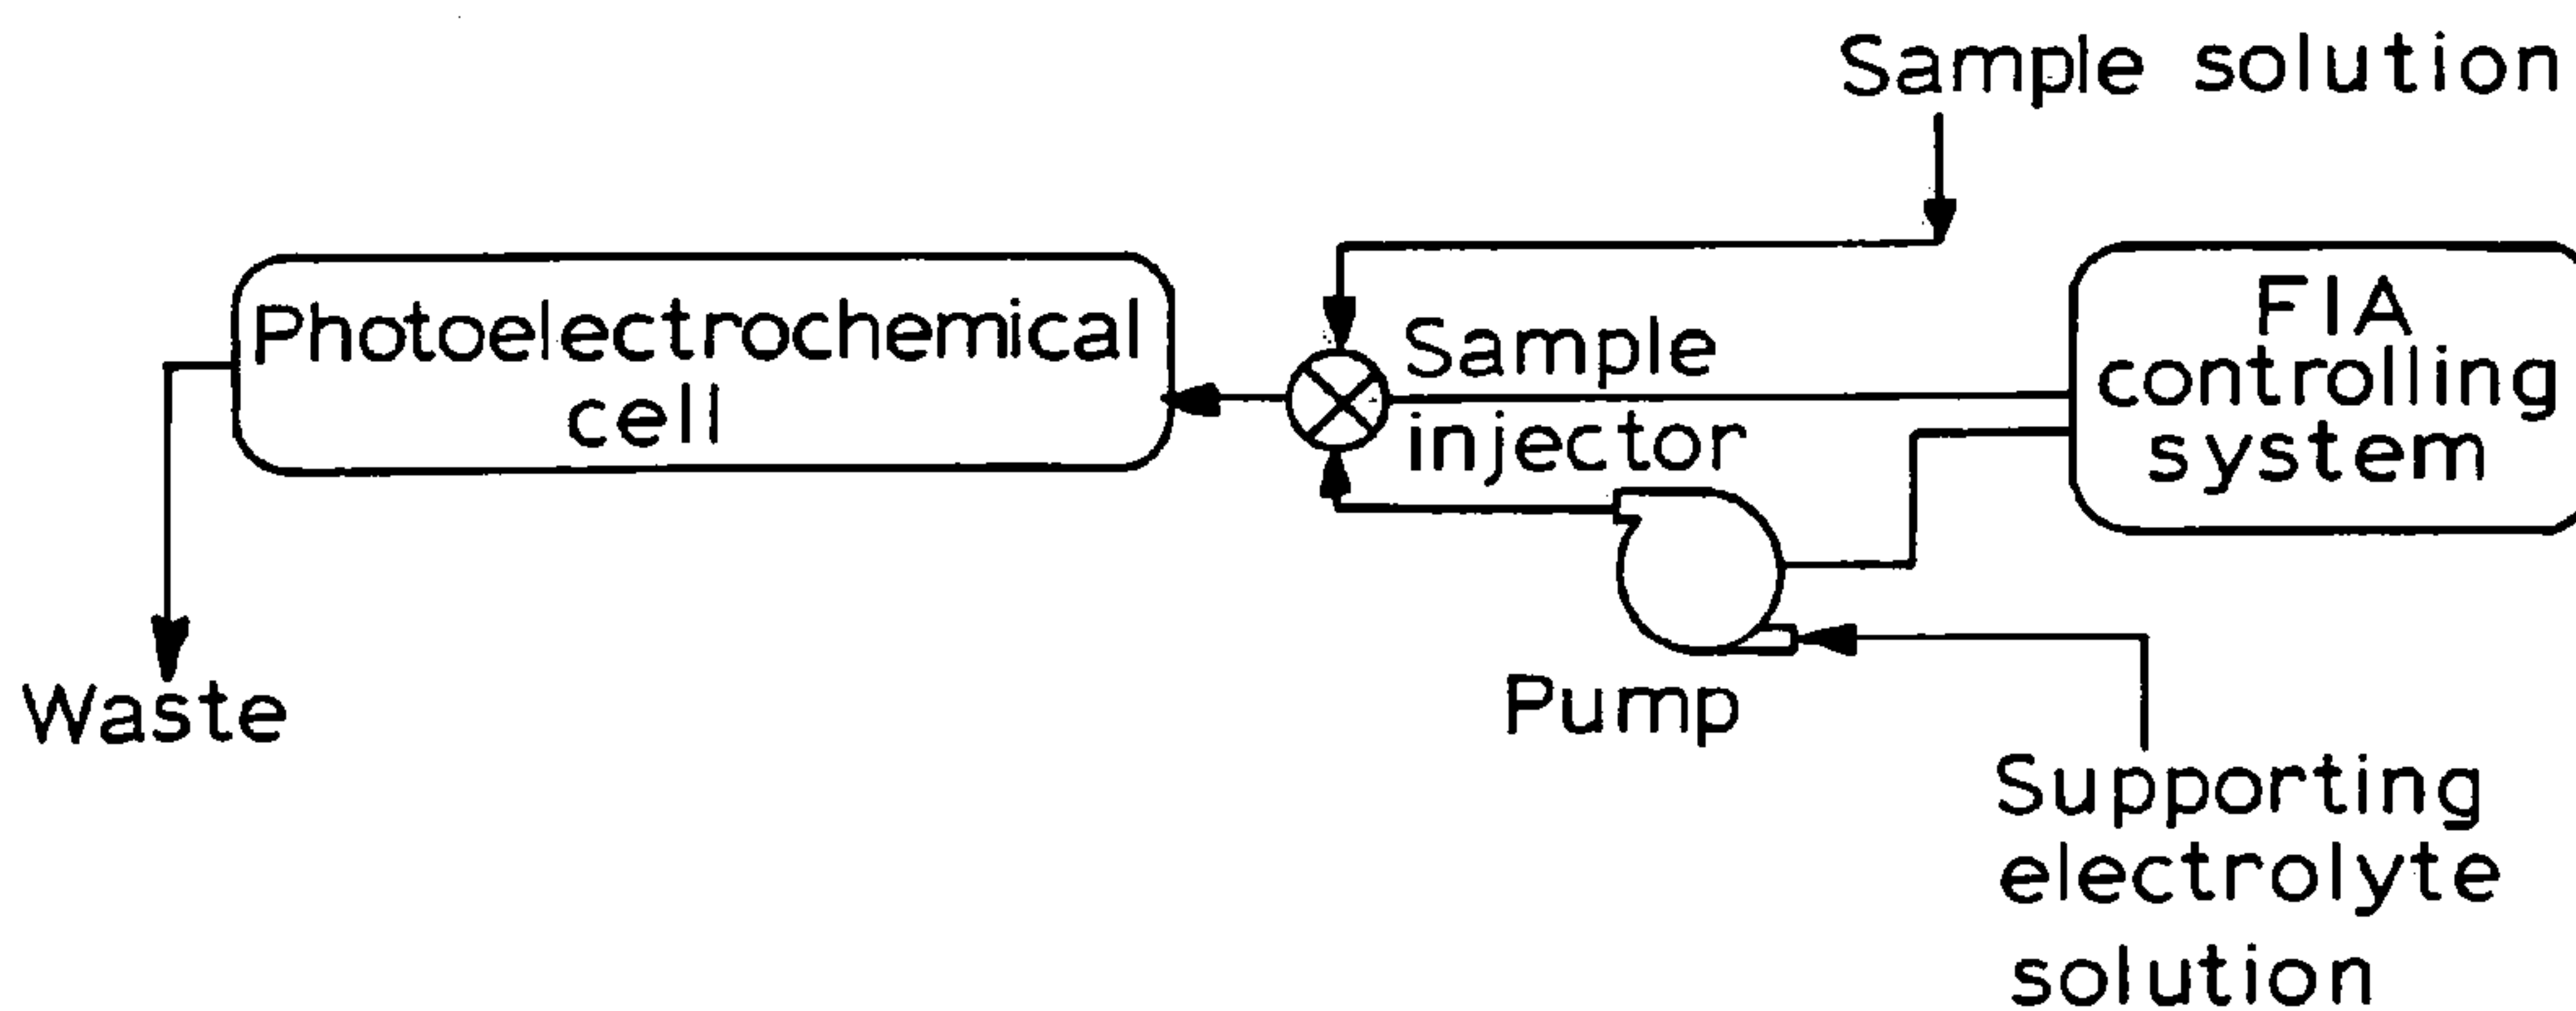 Sample solution
Photoelectrochemical
cell
Sample
injector
FIA
controlling
system
Waste
Pump
Supporting
electrolyte
solution